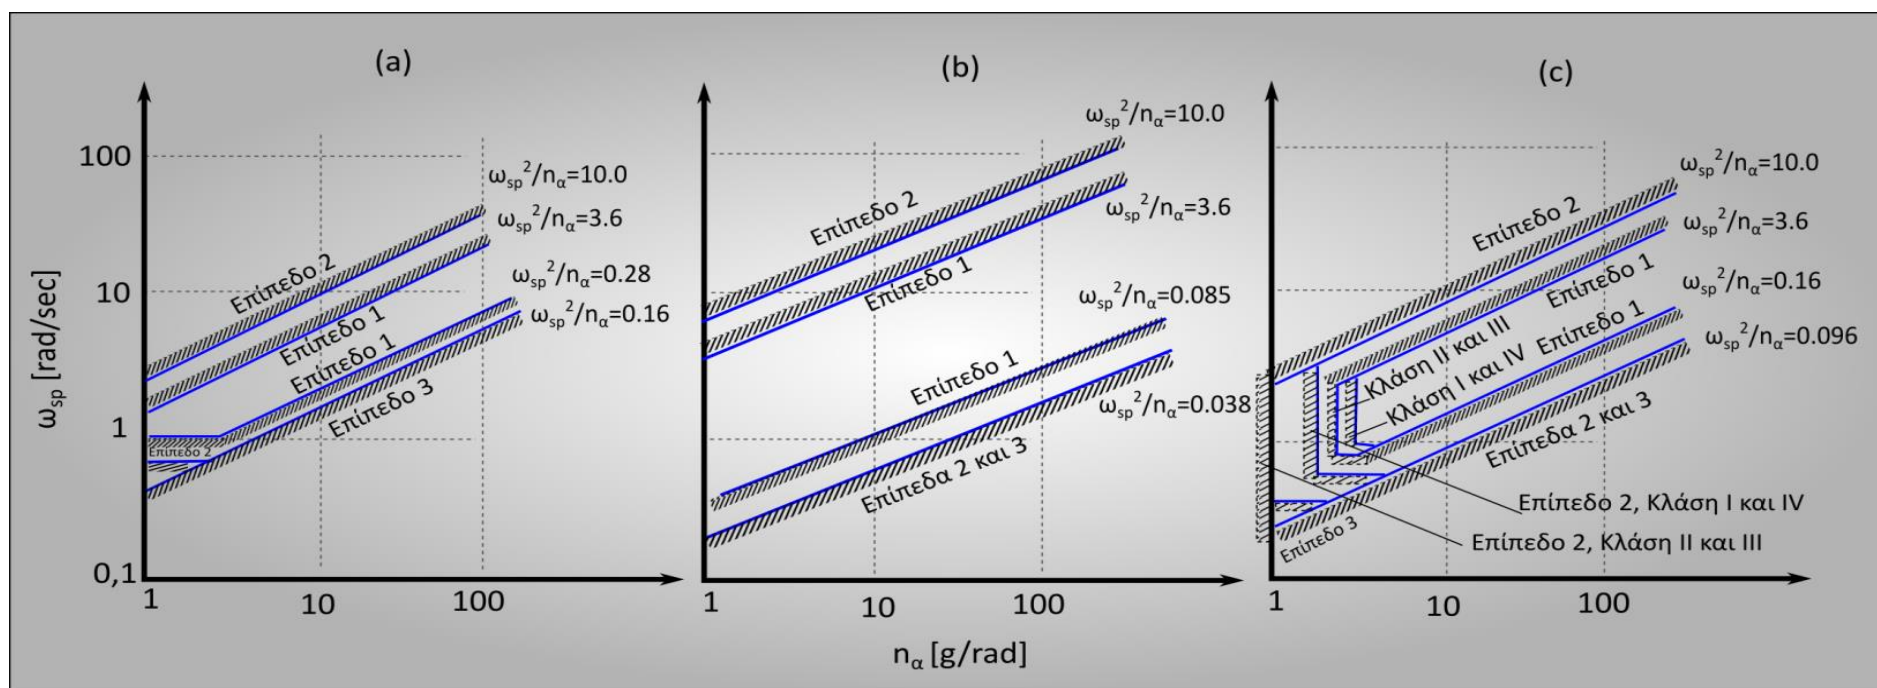 (a)
(b)
(c)
ω_sp [rad/sec]
100
10
1
0,1
ω_sp²/n_α=10.0
ω_sp²/n_α=3.6
ω_sp²/n_α=0.28
ω_sp²/n_α=0.16
Επίπεδο 2
Επίπεδο 1
Επίπεδο 1
Επίπεδο 3
Επίπεδο 2
1
10
100
ω_sp²/n_α=10.0
ω_sp²/n_α=3.6
ω_sp²/n_α=0.085
ω_sp²/n_α=0.038
Επίπεδο 2
Επίπεδο 1
Επίπεδο 1
Επίπεδα 2 και 3
1
10
100
n_α [g/rad]
ω_sp²/n_α=10.0
ω_sp²/n_α=3.6
ω_sp²/n_α=0.16
ω_sp²/n_α=0.096
Επίπεδο 2
Επίπεδο 1
Επίπεδο 1
Κλάση II και III
Κλάση I και IV
Επίπεδα 2 και 3
Επίπεδο 2, Κλάση I και IV
Επίπεδο 2, Κλάση II και III
Επίπεδο 3
1
10
100